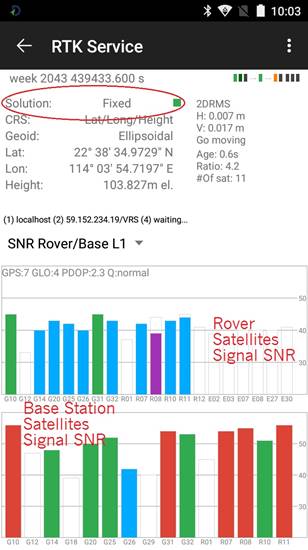 10:03
RTK Service
week 2043 439433.600 s
Solution: Fixed
CRS: Lat/Long/Height
Geoid: Ellipsoidal
Lat: 22° 38' 34.9729" N
Lon: 114° 03' 54.7197" E
Height: 103.827m el.
2DRMS
H: 0.007 m
V: 0.017 m
Go moving
Age: 0.6s
Ratio: 4.2
#Of sat: 11
(1) localhost (2) 59.152.234.19/VRS (4) waiting...
SNR Rover/Base L1
GPS:7 GLO:4 PDOP:2.3 Q:normal
50
40
30
20
Rover
Satellites
Signal SNR
G10 G12 G14 G20 G25 G26 G31 G32 R01 R07 R08 R10 R11 E02 E03 E07 E08 E27 E30
Base Station
Satellites
Signal SNR
50
40
30
20
G10 G12 G14 G18 G20 G25 G26 G29 G31 G32 R01 R07 R08 R10 R11